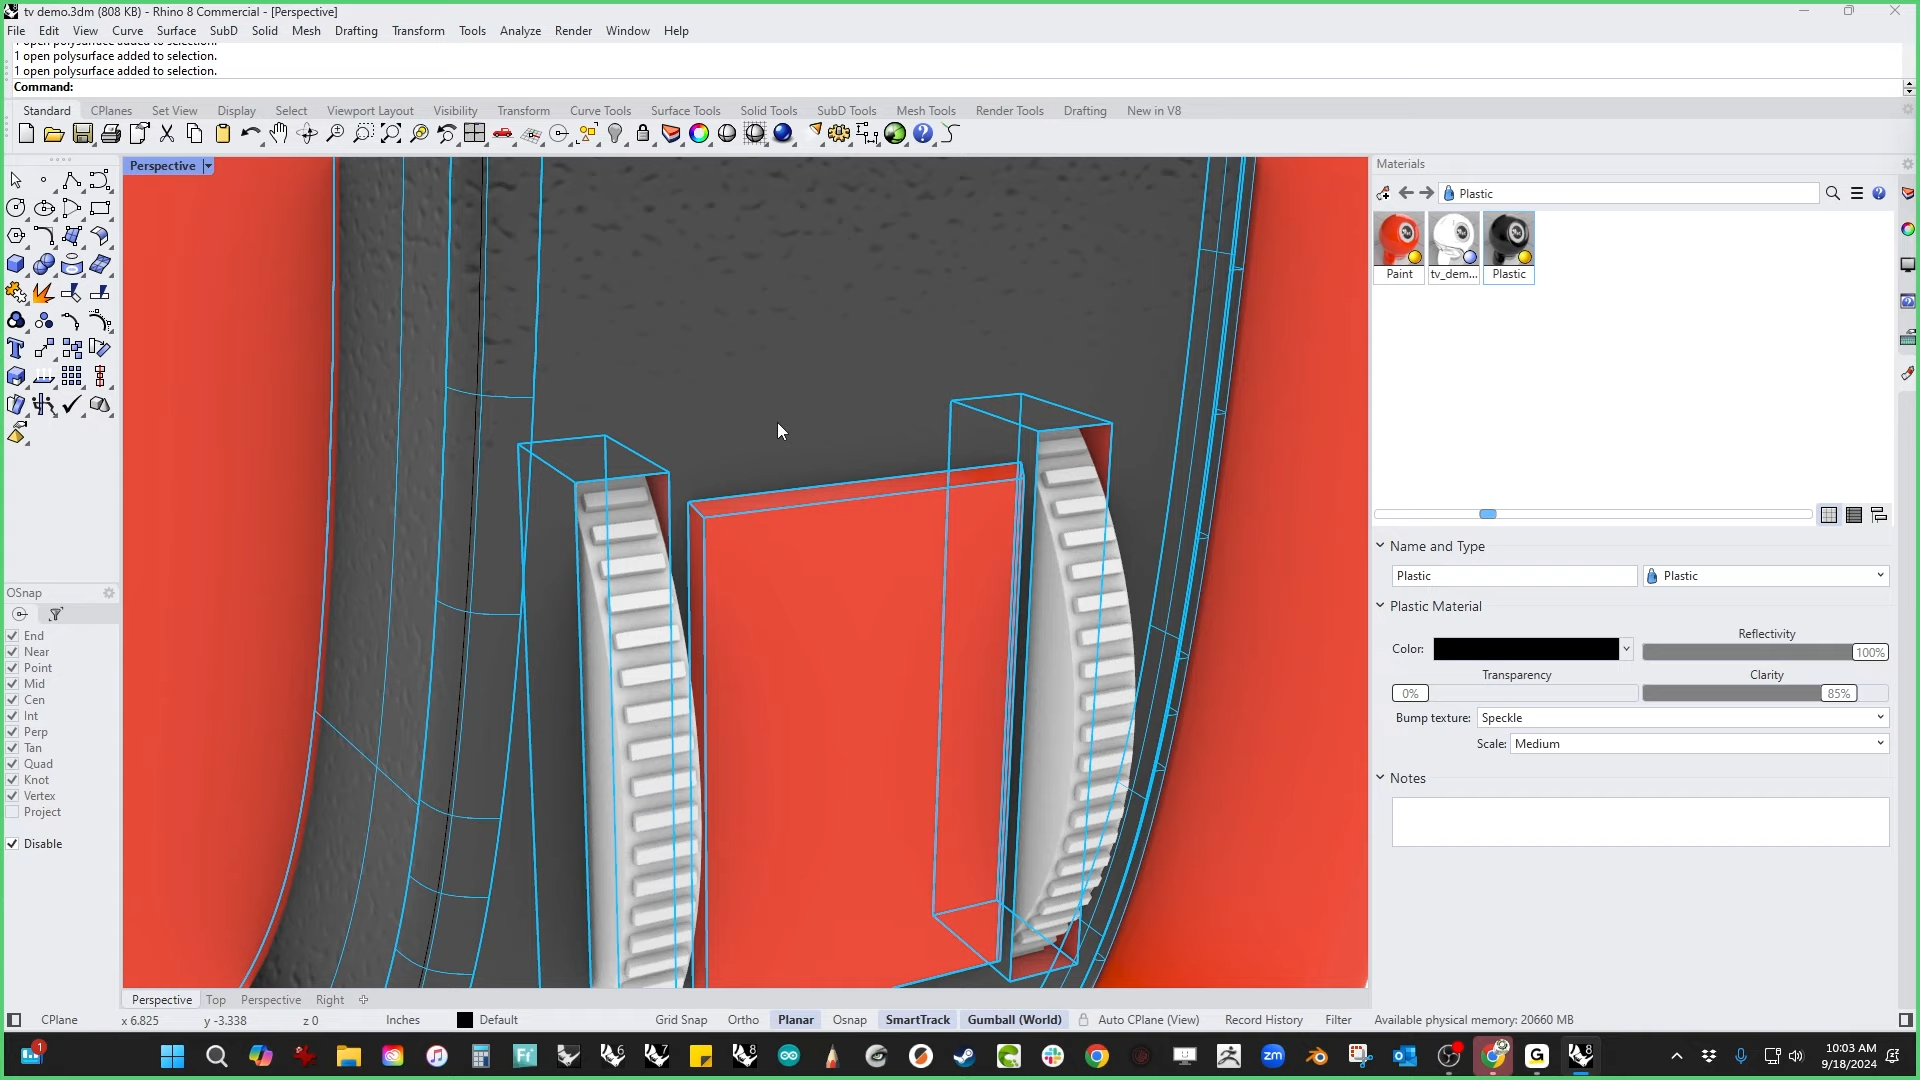 tv demo.3dm (808 KB) - Rhino 8 Commercial - [Perspective]
File Edit View Curve Surface SubD Solid Mesh Drafting Transform Tools Analyze Render Window Help
1 open polysurface added to selection.
1 open polysurface added to selection.
1 open polysurface added to selection.
Command:
Standard CPlanes Set View Display Select Viewport Layout Visibility Transform Curve Tools Surface Tools Solid Tools SubD Tools Mesh Tools Render Tools Drafting New in V8
Perspective
Materials
Plastic
Paint tv_dem... Plastic
Name and Type
Plastic Plastic
Plastic Material
Color:
Reflectivity
100%
Transparency
0%
Clarity
85%
Bump texture: Speckle
Scale: Medium
Notes
OSnap
End
Near
Point
Mid
Cen
Int
Perp
Tan
Quad
Knot
Vertex
Project
Disable
Perspective Top Perspective Right
CPlane x 6.825 y -3.338 z 0 Inches Default Grid Snap Ortho Planar Osnap SmartTrack Gumball (World) Auto CPlane (View) Record History Filter Available physical memory: 20660 MB
10:03 AM
9/18/2024